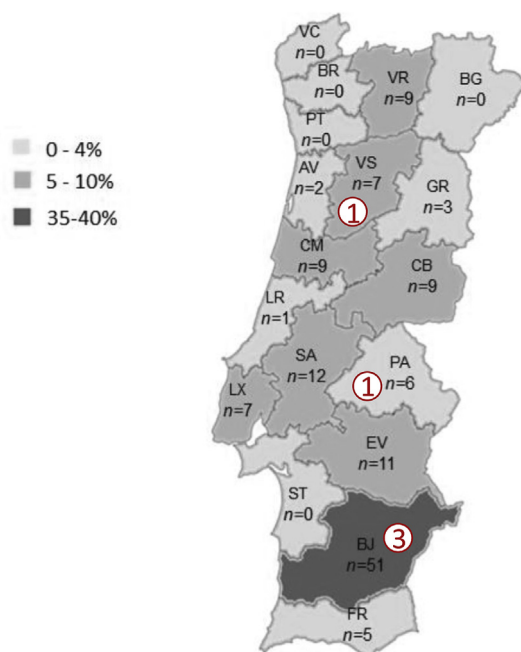 VC
n=0
BR
n=0
VR
n=9
BG
n=0
PT
n=0
0 - 4%
5 - 10%
35-40%
AV
n=2
VS
n=7
GR
n=3
1
CM
n=9
CB
n=9
LR
n=1
SA
n=12
PA
n=6
1
LX
n=7
EV
n=11
ST
n=0
BJ
n=51
3
FR
n=5